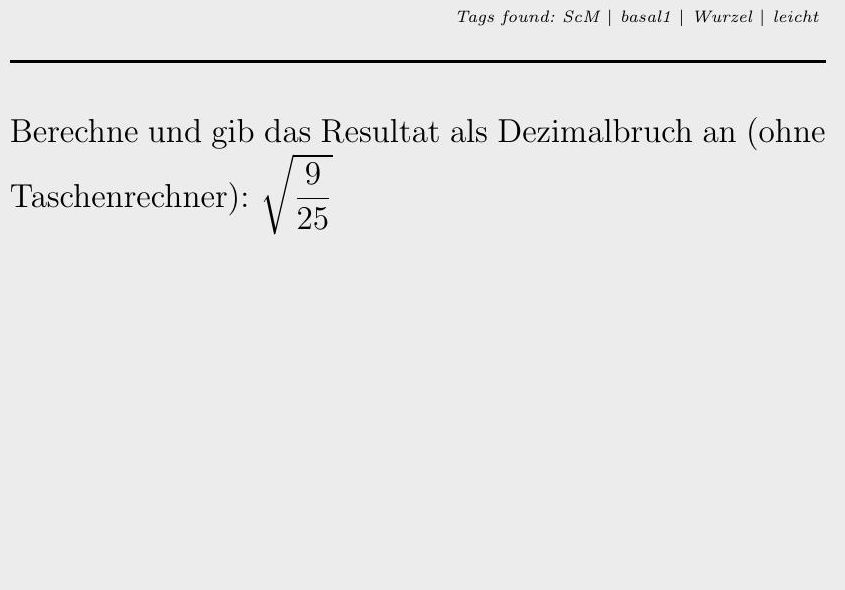 Tags found: ScM | basal1 | Wurzel | leicht
Berechne und gib das Resultat als Dezimalbruch an (ohne
Taschenrechner): $\sqrt{\dfrac{9}{25}}$